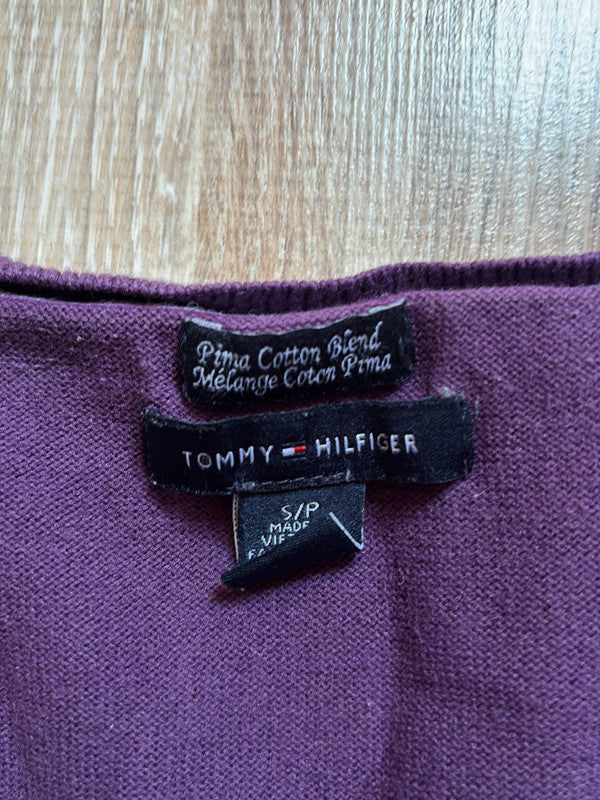 Pima Cotton Blend
Mélange Coton Pima
TOMMY HILFIGER
S/P
MADE